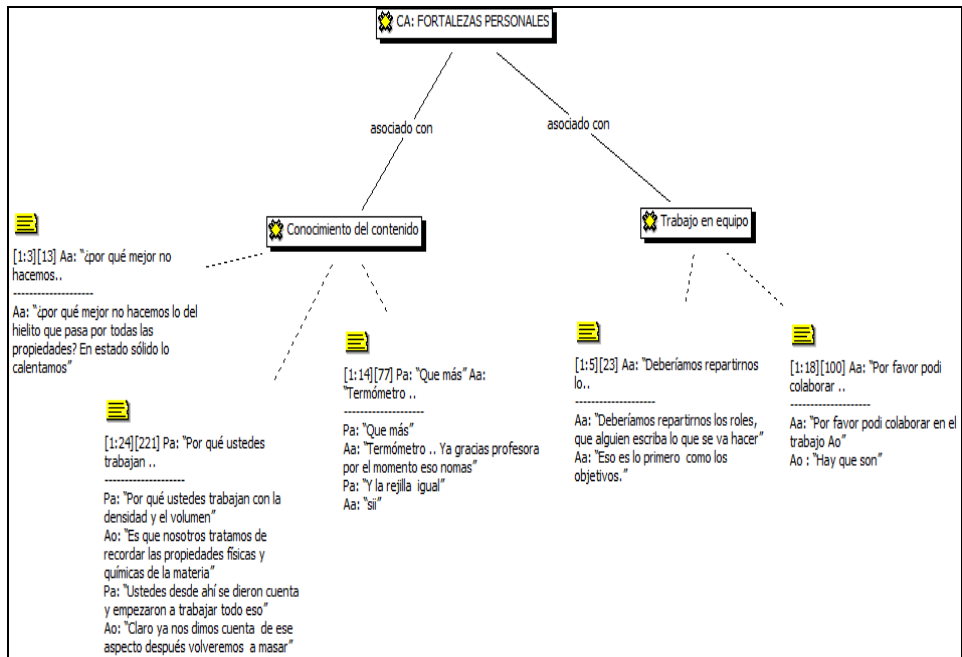 CA: FORTALEZAS PERSONALES
asociado con
asociado con
Conocimiento del contenido
Trabajo en equipo
[1:3][13] Aa: “¿por qué mejor no
hacemos..
--------------------
Aa: “¿por qué mejor no hacemos lo del
hielito que pasa por todas las
propiedades? En estado sólido lo
calentamos”
[1:24][221] Pa: “Por qué ustedes
trabajan ..
--------------------
Pa: “Por qué ustedes trabajan con la
densidad y el volumen”
Ao: “Es que nosotros tratamos de
recordar las propiedades físicas y
químicas de la materia”
Pa: “Ustedes desde ahí se dieron cuenta
y empezaron a trabajar todo eso”
Ao: “Claro ya nos dimos cuenta de ese
aspecto después volveremos a masar”
[1:14][77] Pa: “Que más” Aa:
“Termómetro ..
--------------------
Pa: “Que más”
Aa: “Termómetro .. Ya gracias profesora
por el momento eso nomas”
Pa: “Y la rejilla igual”
Aa: “sii”
[1:5][23] Aa: “Deberíamos repartirnos
lo..
--------------------
Aa: “Deberíamos repartirnos los roles,
que alguien escriba lo que se va hacer”
Aa: “Eso es lo primero como los
objetivos.”
[1:18][100] Aa: “Por favor podi
colaborar ..
--------------------
Aa: “Por favor podi colaborar en el
trabajo Ao”
Ao : “Hay que son”